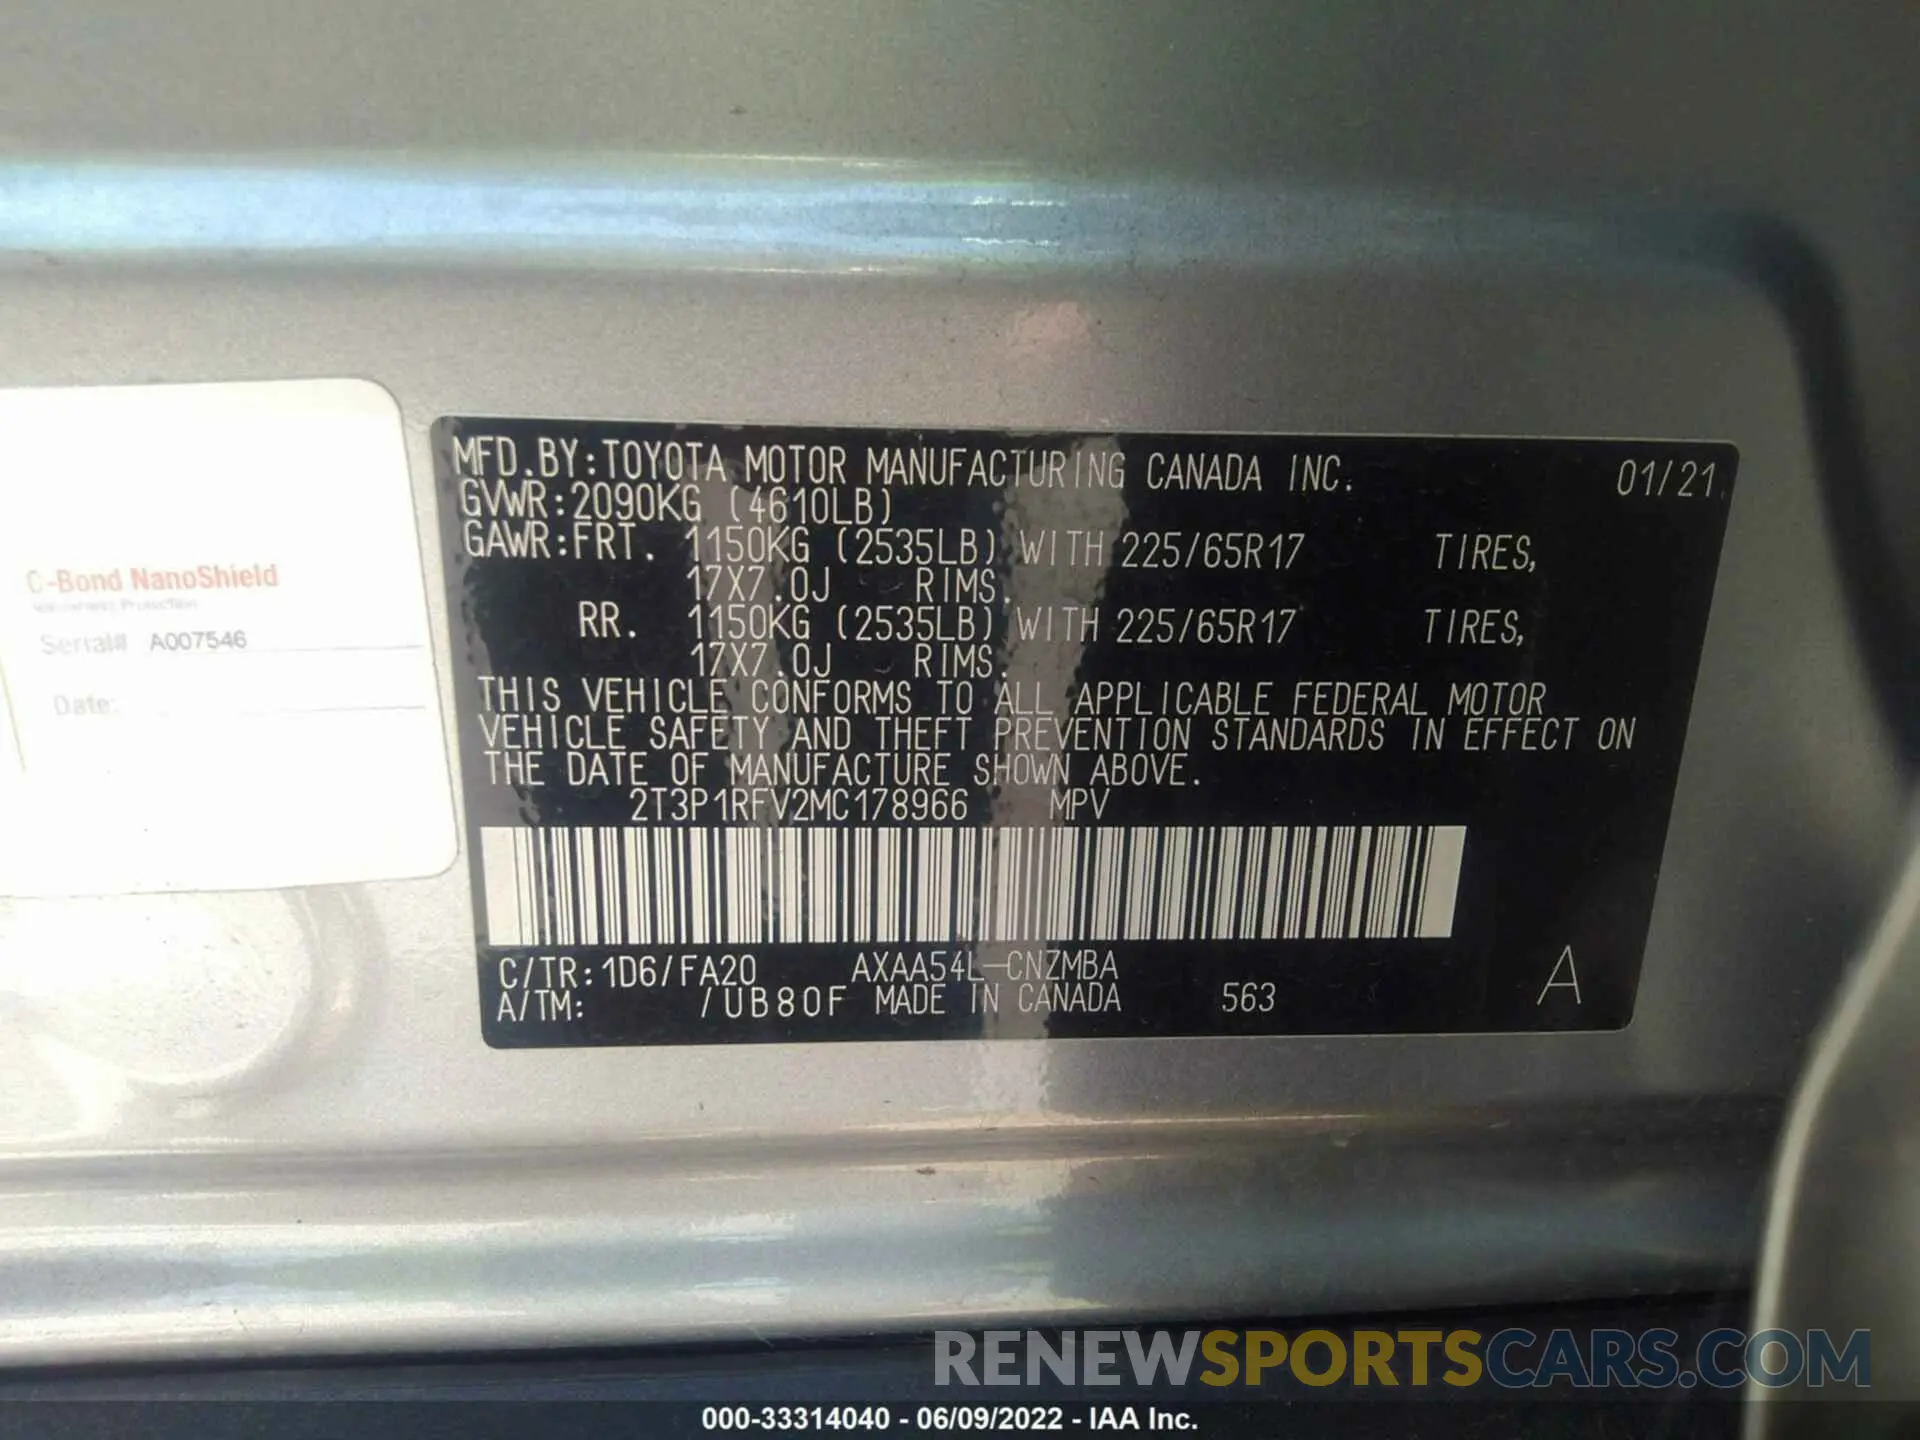 MFD.BY:TOYOTA MOTOR MANUFACTURING CANADA INC. 01/21
GVWR:2090KG (4610LB)
GAWR:FRT. 1150KG (2535LB) WITH 225/65R17 TIRES,
17X7.0J RIMS.
RR. 1150KG (2535LB) WITH 225/65R17 TIRES,
17X7.0J RIMS.
THIS VEHICLE CONFORMS TO ALL APPLICABLE FEDERAL MOTOR
VEHICLE SAFETY AND THEFT PREVENTION STANDARDS IN EFFECT ON
THE DATE OF MANUFACTURE SHOWN ABOVE.
2T3P1RFV2MC178966 MPV
C/TR:1D6/FA20 AXAA54L-CNZMBA
A/TM: /UB80F MADE IN CANADA 563 A
C-Bond NanoShield
Protection
Serial# A007546
Date:
RENEWSPORTSCARS.COM
000-33314040 - 06/09/2022 - IAA Inc.